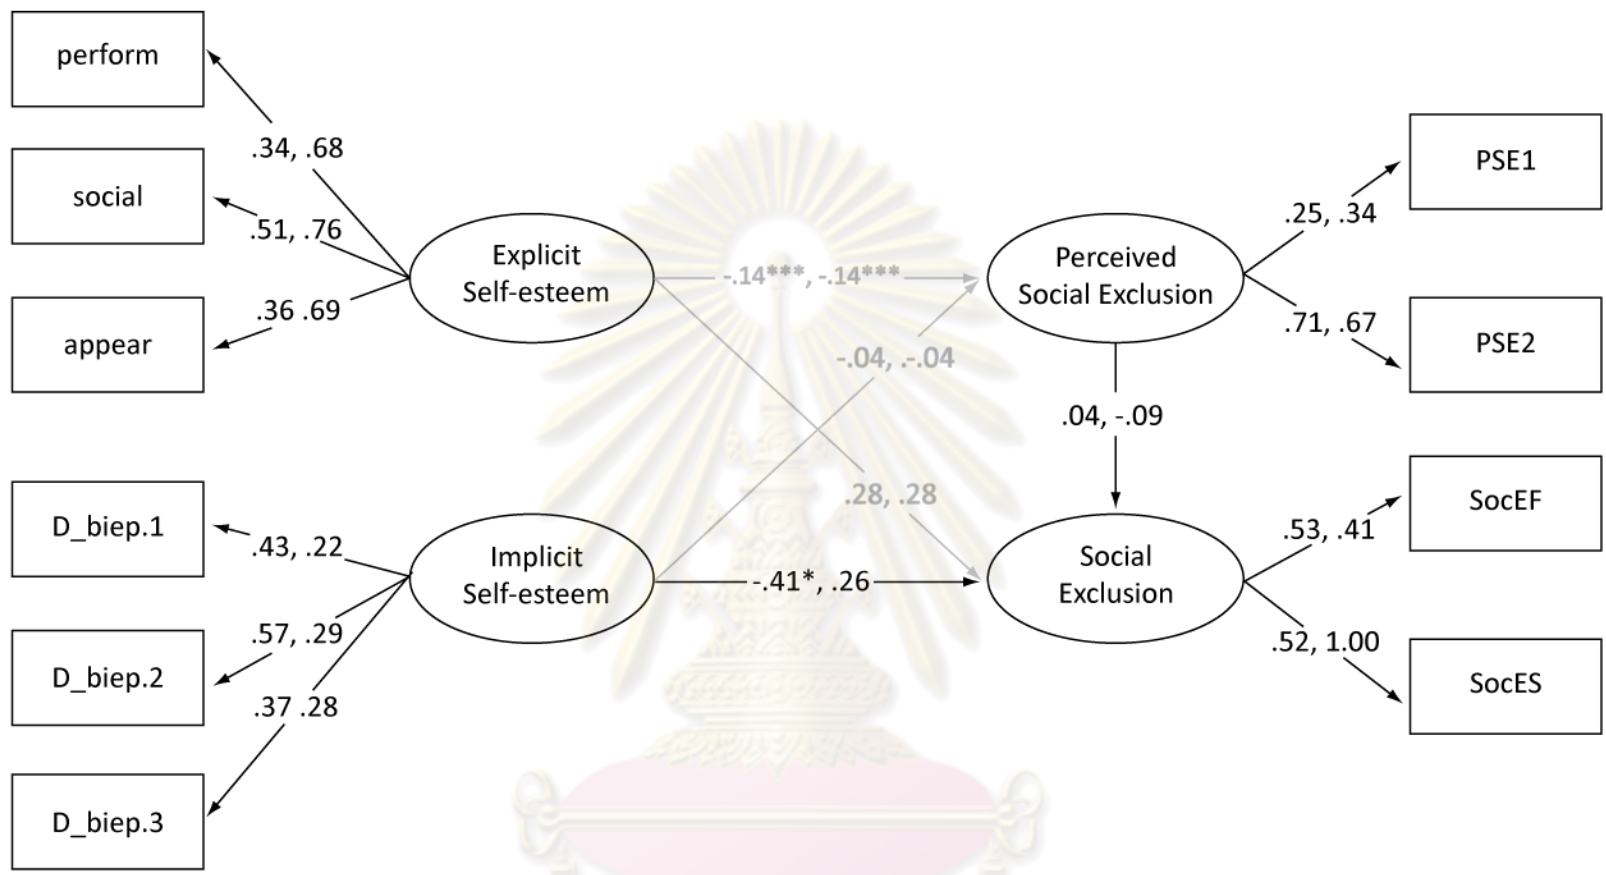 perform
.34, .68
social
.51, .76
appear
.36 .69
Explicit
Self-esteem
-.14***, -.14***
-.04, .-.04
.28, .28
Perceived
Social Exclusion
.25, .34
PSE1
.71, .67
PSE2
.04, -.09
D_biep.1
.43, .22
D_biep.2
.57, .29
D_biep.3
.37 .28
Implicit
Self-esteem
-.41*, .26
Social
Exclusion
.53, .41
SocEF
.52, 1.00
SocES